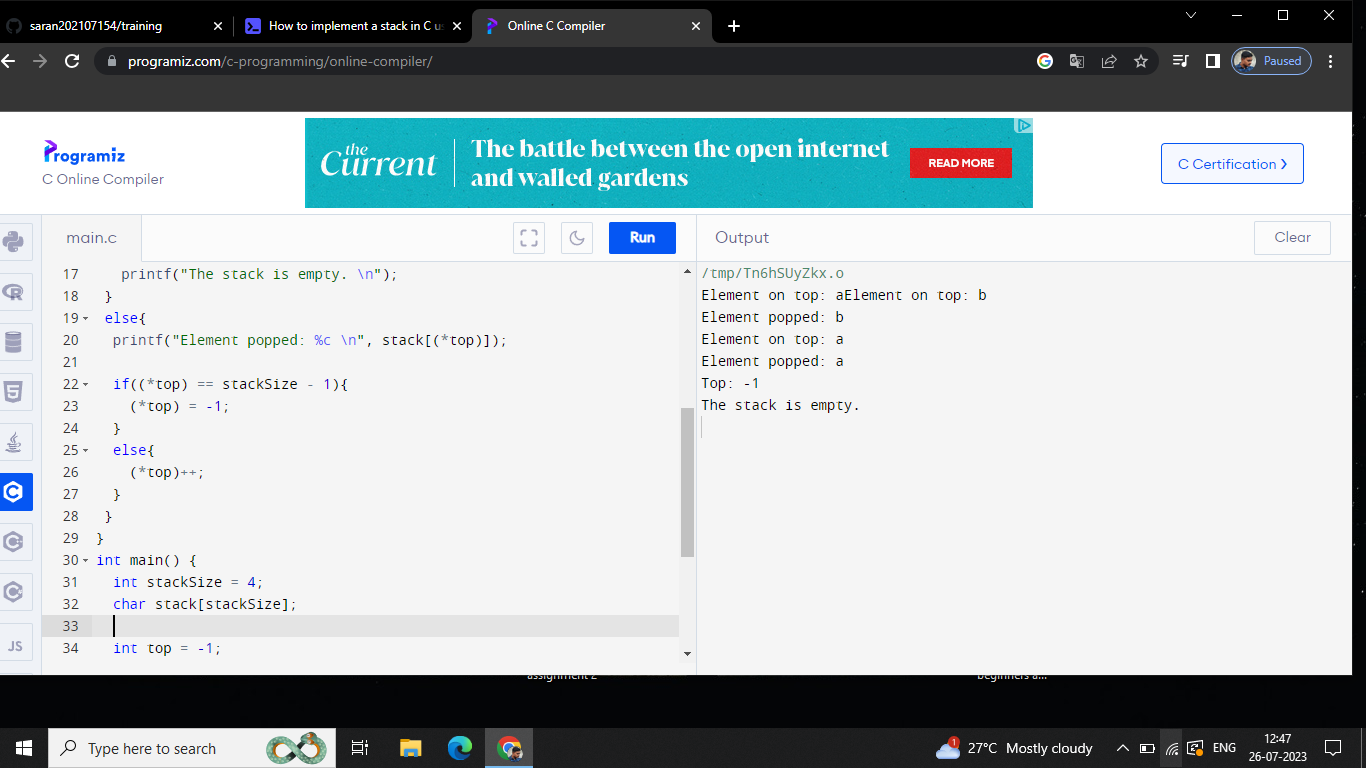 saran202107154/training
How to implement a stack in C us
Online C Compiler
programiz.com/c-programming/online-compiler/
Paused
Programiz
C Online Compiler
the Current
The battle between the open internet
and walled gardens
READ MORE
C Certification
main.c
Run
Output
Clear
17 printf("The stack is empty. \n");
18 }
19 else{
20 printf("Element popped: %c \n", stack[(*top)]);
21
22 if((*top) == stackSize - 1){
23 (*top) = -1;
24 }
25 else{
26 (*top)++;
27 }
28 }
29 }
30 int main() {
31 int stackSize = 4;
32 char stack[stackSize];
33
34 int top = -1;
JS
/tmp/Tn6hSUyZkx.o
Element on top: aElement on top: b
Element popped: b
Element on top: a
Element popped: a
Top: -1
The stack is empty.
assignment 2
beginners a...
Type here to search
1
27°C Mostly cloudy
ENG
12:47
26-07-2023